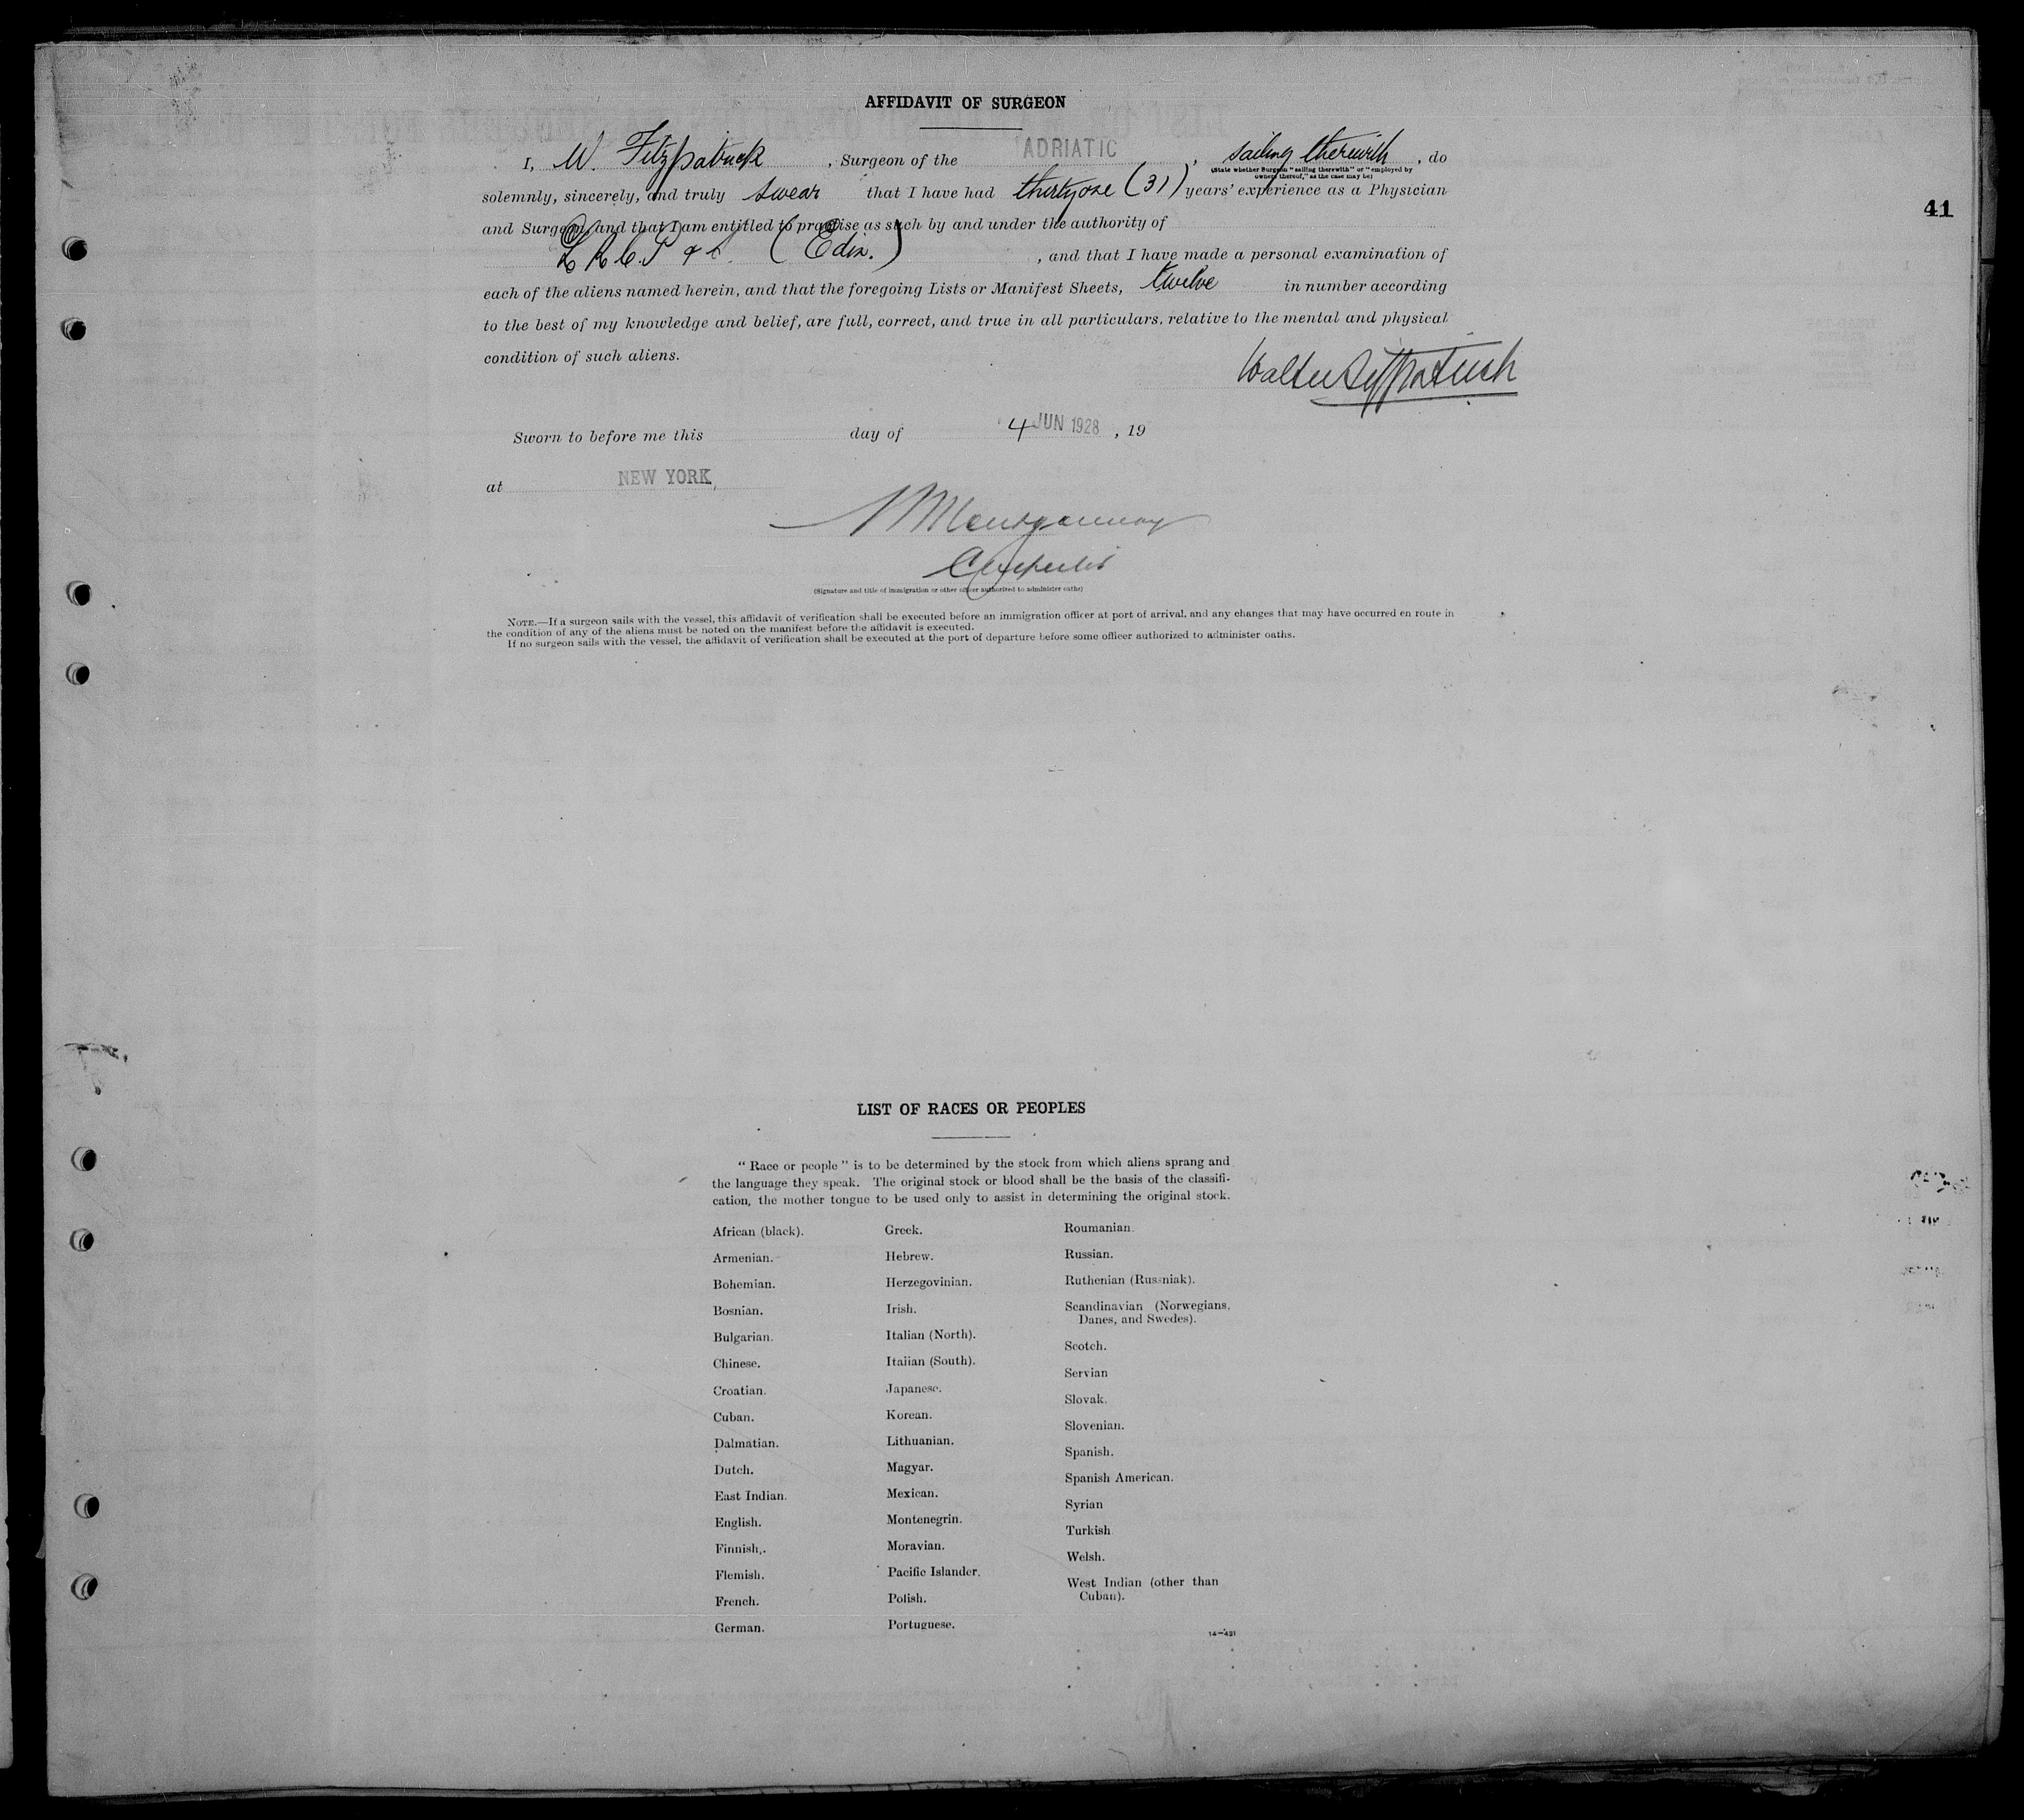 AFFIDAVIT OF SURGEON
I, W. Fitzpatrick, Surgeon of the ADRIATIC, sailing therewith, do
(State whether Surgeon "sailing therewith" or "employed by
owners thereof," as the case may be)
solemnly, sincerely, and truly swear that I have had thirtyone (31) years' experience as a Physician
41
and Surgeon, and that I am entitled to practise as such by and under the authority of
L R C. P & S. (Edin.), and that I have made a personal examination of
each of the aliens named herein, and that the foregoing Lists or Manifest Sheets, twelve in number according
to the best of my knowledge and belief, are full, correct, and true in all particulars, relative to the mental and physical
condition of such aliens.
Walter Fitzpatrick
Sworn to before me this day of 4 JUN 1928, 19
at NEW YORK,
Montgomery
(Signature and title of immigration or other officer authorized to administer oaths)
NOTE.—If a surgeon sails with the vessel, this affidavit of verification shall be executed before an immigration officer at port of arrival, and any changes that may have occurred en route in
the condition of any of the aliens must be noted on the manifest before the affidavit is executed.
If no surgeon sails with the vessel, the affidavit of verification shall be executed at the port of departure before some officer authorized to administer oaths.
LIST OF RACES OR PEOPLES
"Race or people" is to be determined by the stock from which aliens sprang and
the language they speak. The original stock or blood shall be the basis of the classifi-
cation, the mother tongue to be used only to assist in determining the original stock.
African (black).
Armenian.
Bohemian.
Bosnian.
Bulgarian.
Chinese.
Croatian.
Cuban.
Dalmatian.
Dutch.
East Indian.
English.
Finnish.
Flemish.
French.
German.
Greek.
Hebrew.
Herzegovinian.
Irish.
Italian (North).
Italian (South).
Japanese.
Korean.
Lithuanian.
Magyar.
Mexican.
Montenegrin.
Moravian.
Pacific Islander.
Polish.
Portuguese.
Roumanian.
Russian.
Ruthenian (Russniak).
Scandinavian (Norwegians,
Danes, and Swedes).
Scotch.
Servian
Slovak.
Slovenian.
Spanish.
Spanish American.
Syrian
Turkish
Welsh.
West Indian (other than
Cuban).
14—431